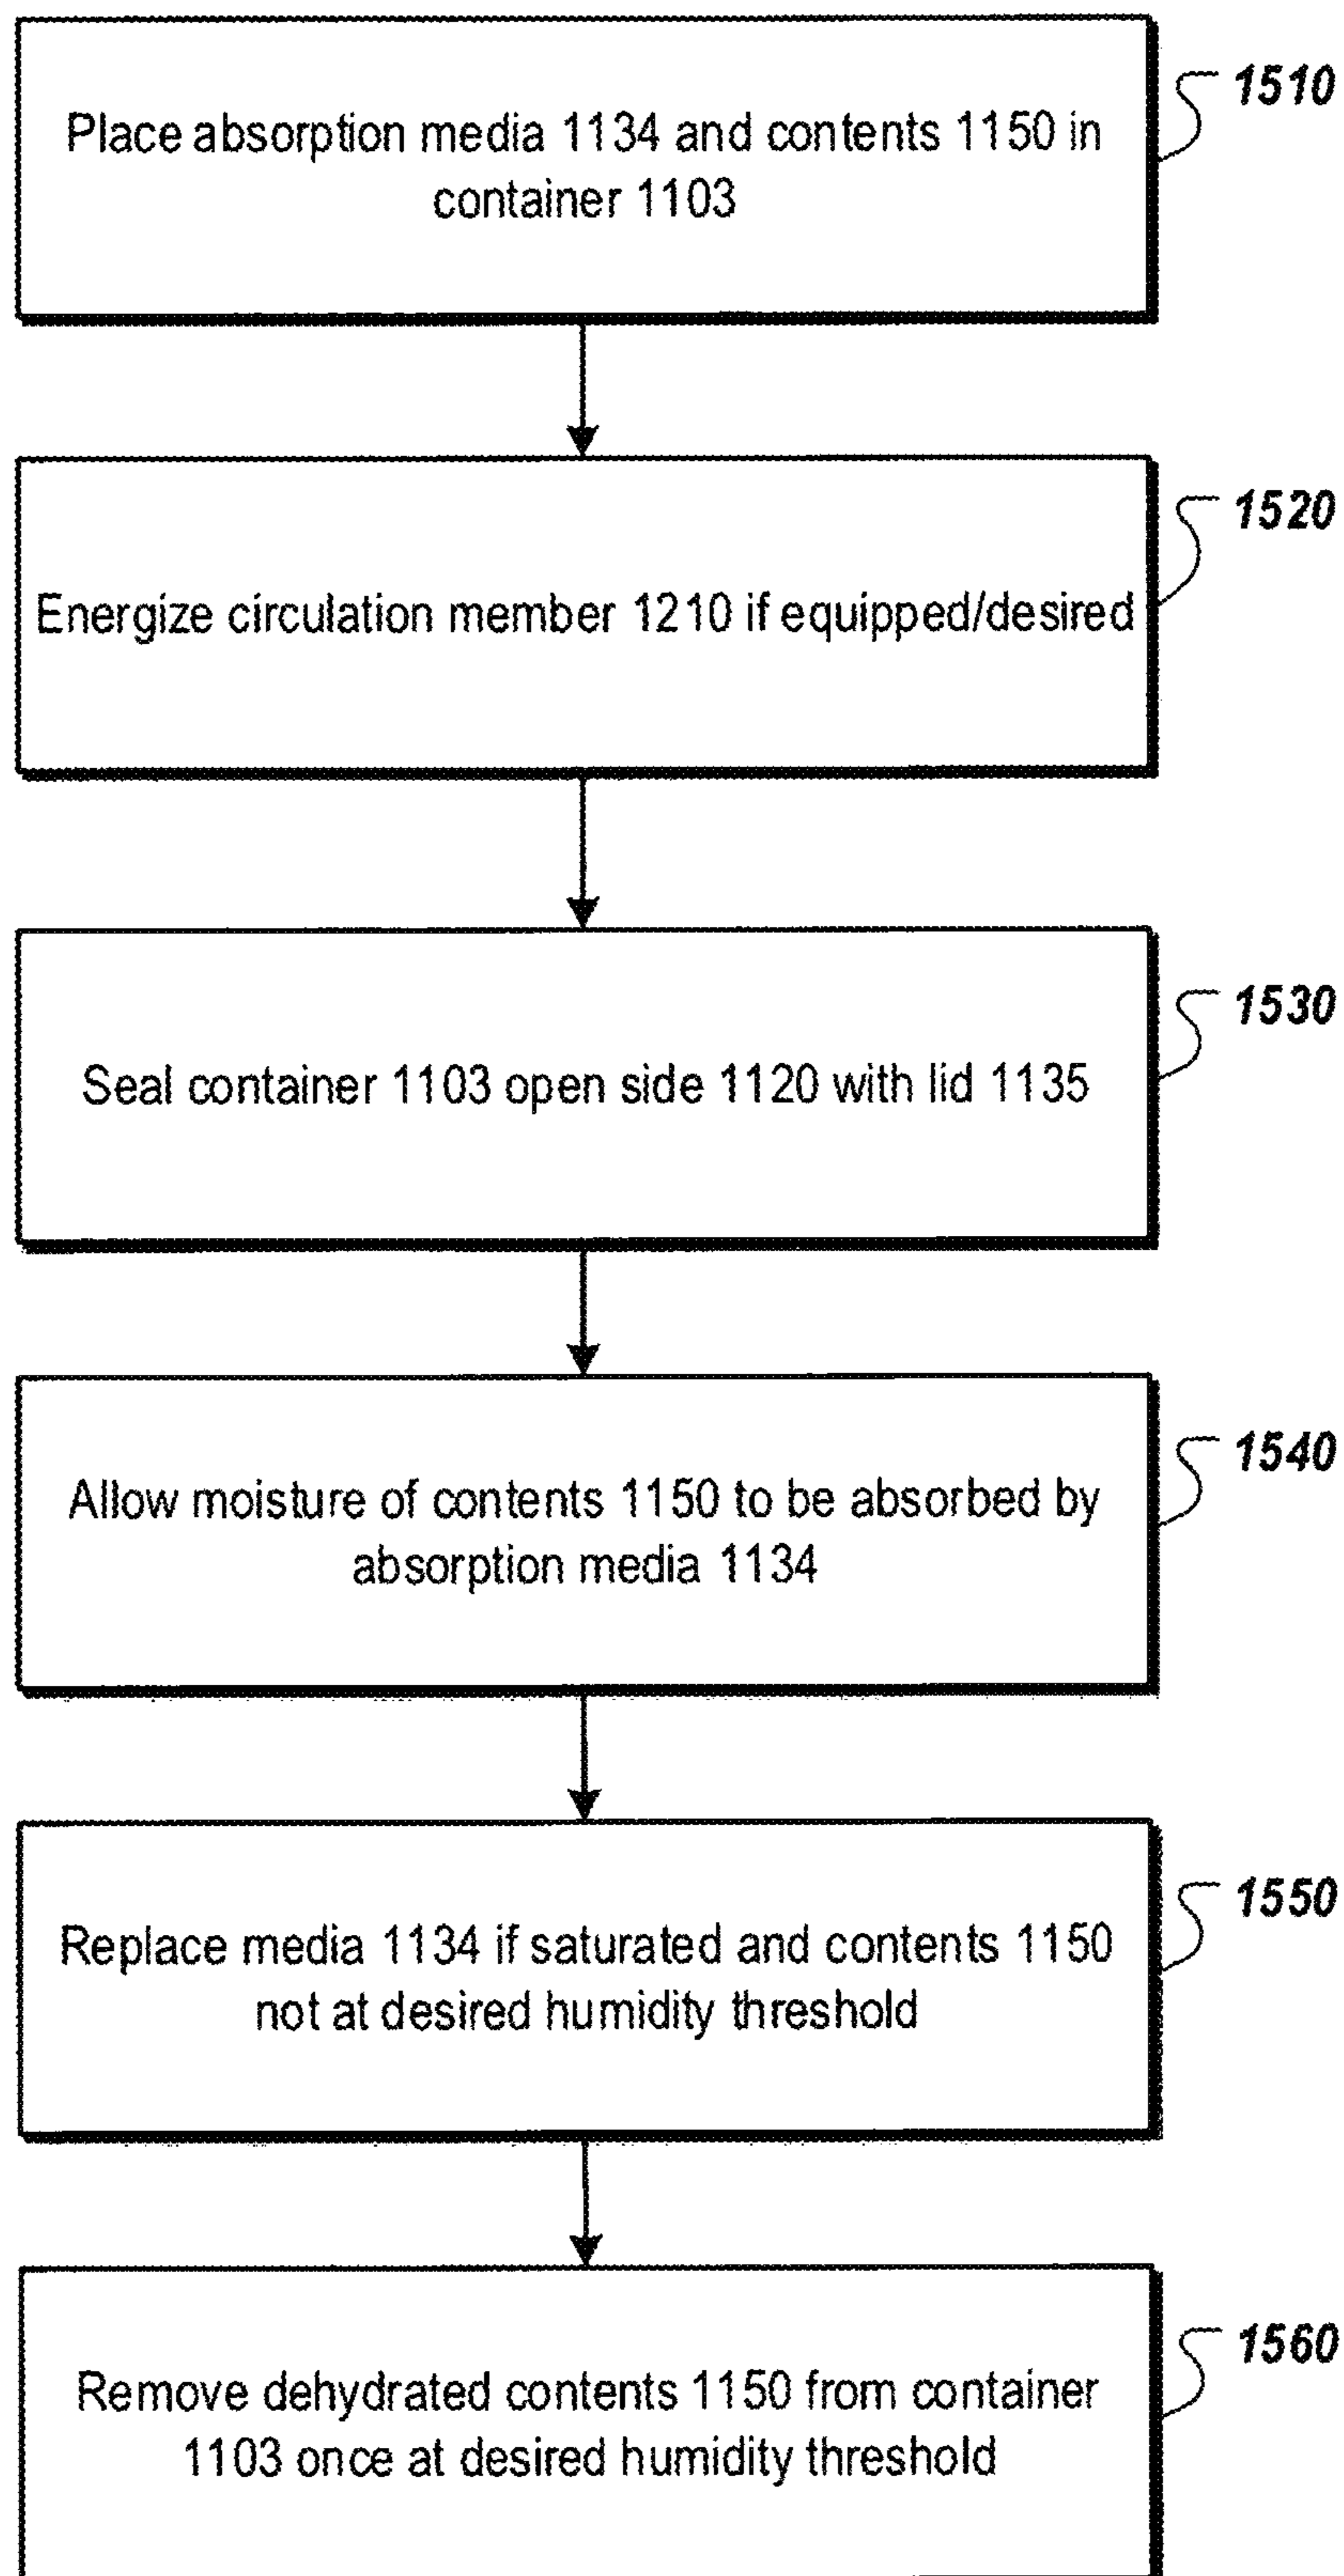 Place absorption media 1134 and contents 1150 in
container 1103
1510
Energize circulation member 1210 if equipped/desired
1520
Seal container 1103 open side 1120 with lid 1135
1530
Allow moisture of contents 1150 to be absorbed by
absorption media 1134
1540
Replace media 1134 if saturated and contents 1150
not at desired humidity threshold
1550
Remove dehydrated contents 1150 from container
1103 once at desired humidity threshold
1560